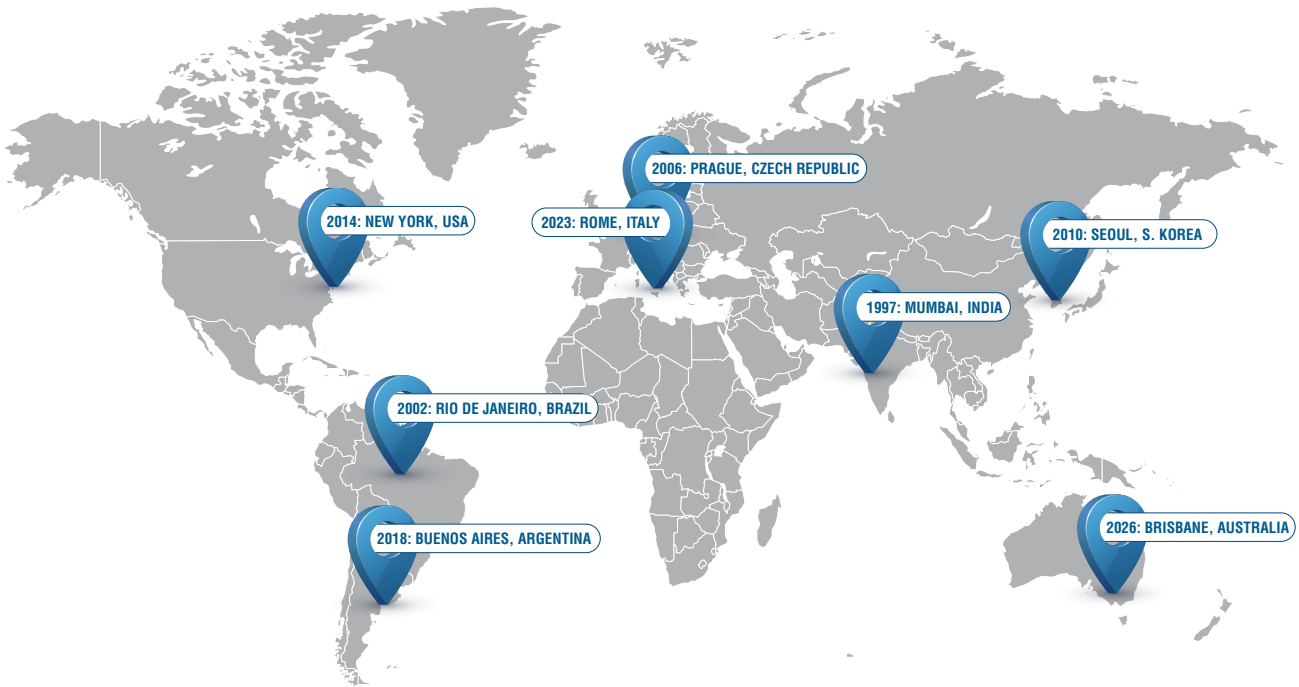 2006: PRAGUE, CZECH REPUBLIC
2014: NEW YORK, USA
2023: ROME, ITALY
2010: SEOUL, S. KOREA
1997: MUMBAI, INDIA
2002: RIO DE JANEIRO, BRAZIL
2018: BUENOS AIRES, ARGENTINA
2026: BRISBANE, AUSTRALIA